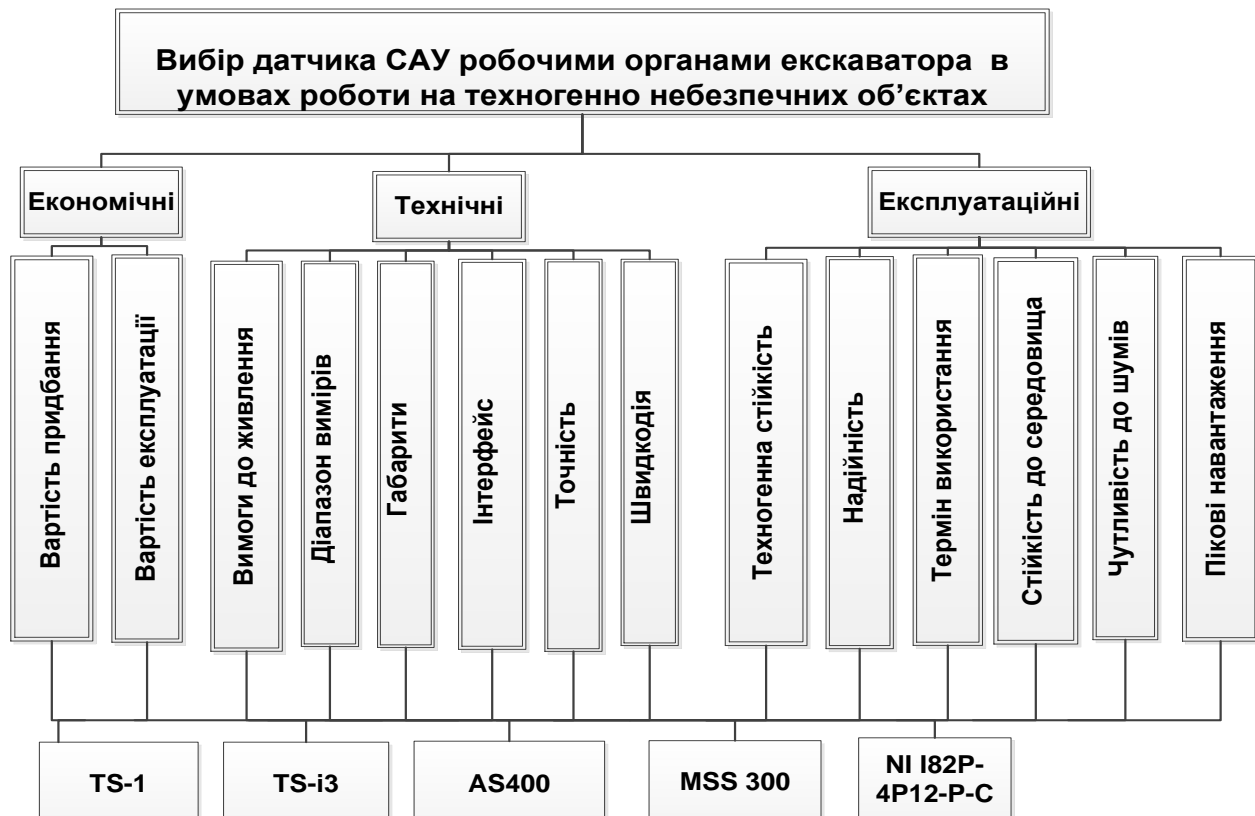 Вибір датчика САУ робочими органами екскаватора в
умовах роботи на техногенно небезпечних об’єктах
Економічні
Технічні
Експлуатаційні
Вартість придбання
Вартість експлуатації
Вимоги до живлення
Діапазон вимірів
Габарити
Інтерфейс
Точність
Швидкодія
Техногенна стійкість
Надійність
Термін використання
Стійкість до середовища
Чутливість до шумів
Пікові навантаження
TS-1
TS-i3
AS400
MSS 300
NI I82P-
4P12-P-C